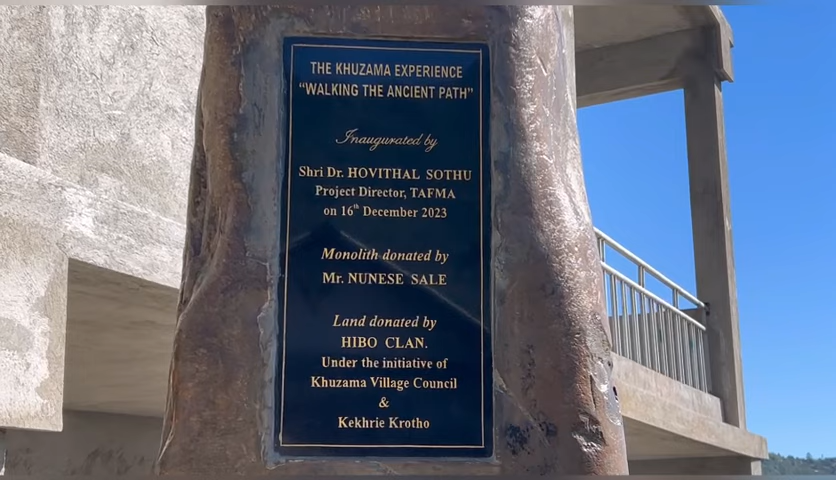 THE KHUZAMA EXPERIENCE
“WALKING THE ANCIENT PATH”
Inaugurated by
Shri Dr. HOVITHAL SOTHU
Project Director, TAFMA
on 16th December 2023
Monolith donated by
Mr. NUNESE SALE
Land donated by
HIBO CLAN.
Under the initiative of
Khuzama Village Council
&
Kekhrie Krotho